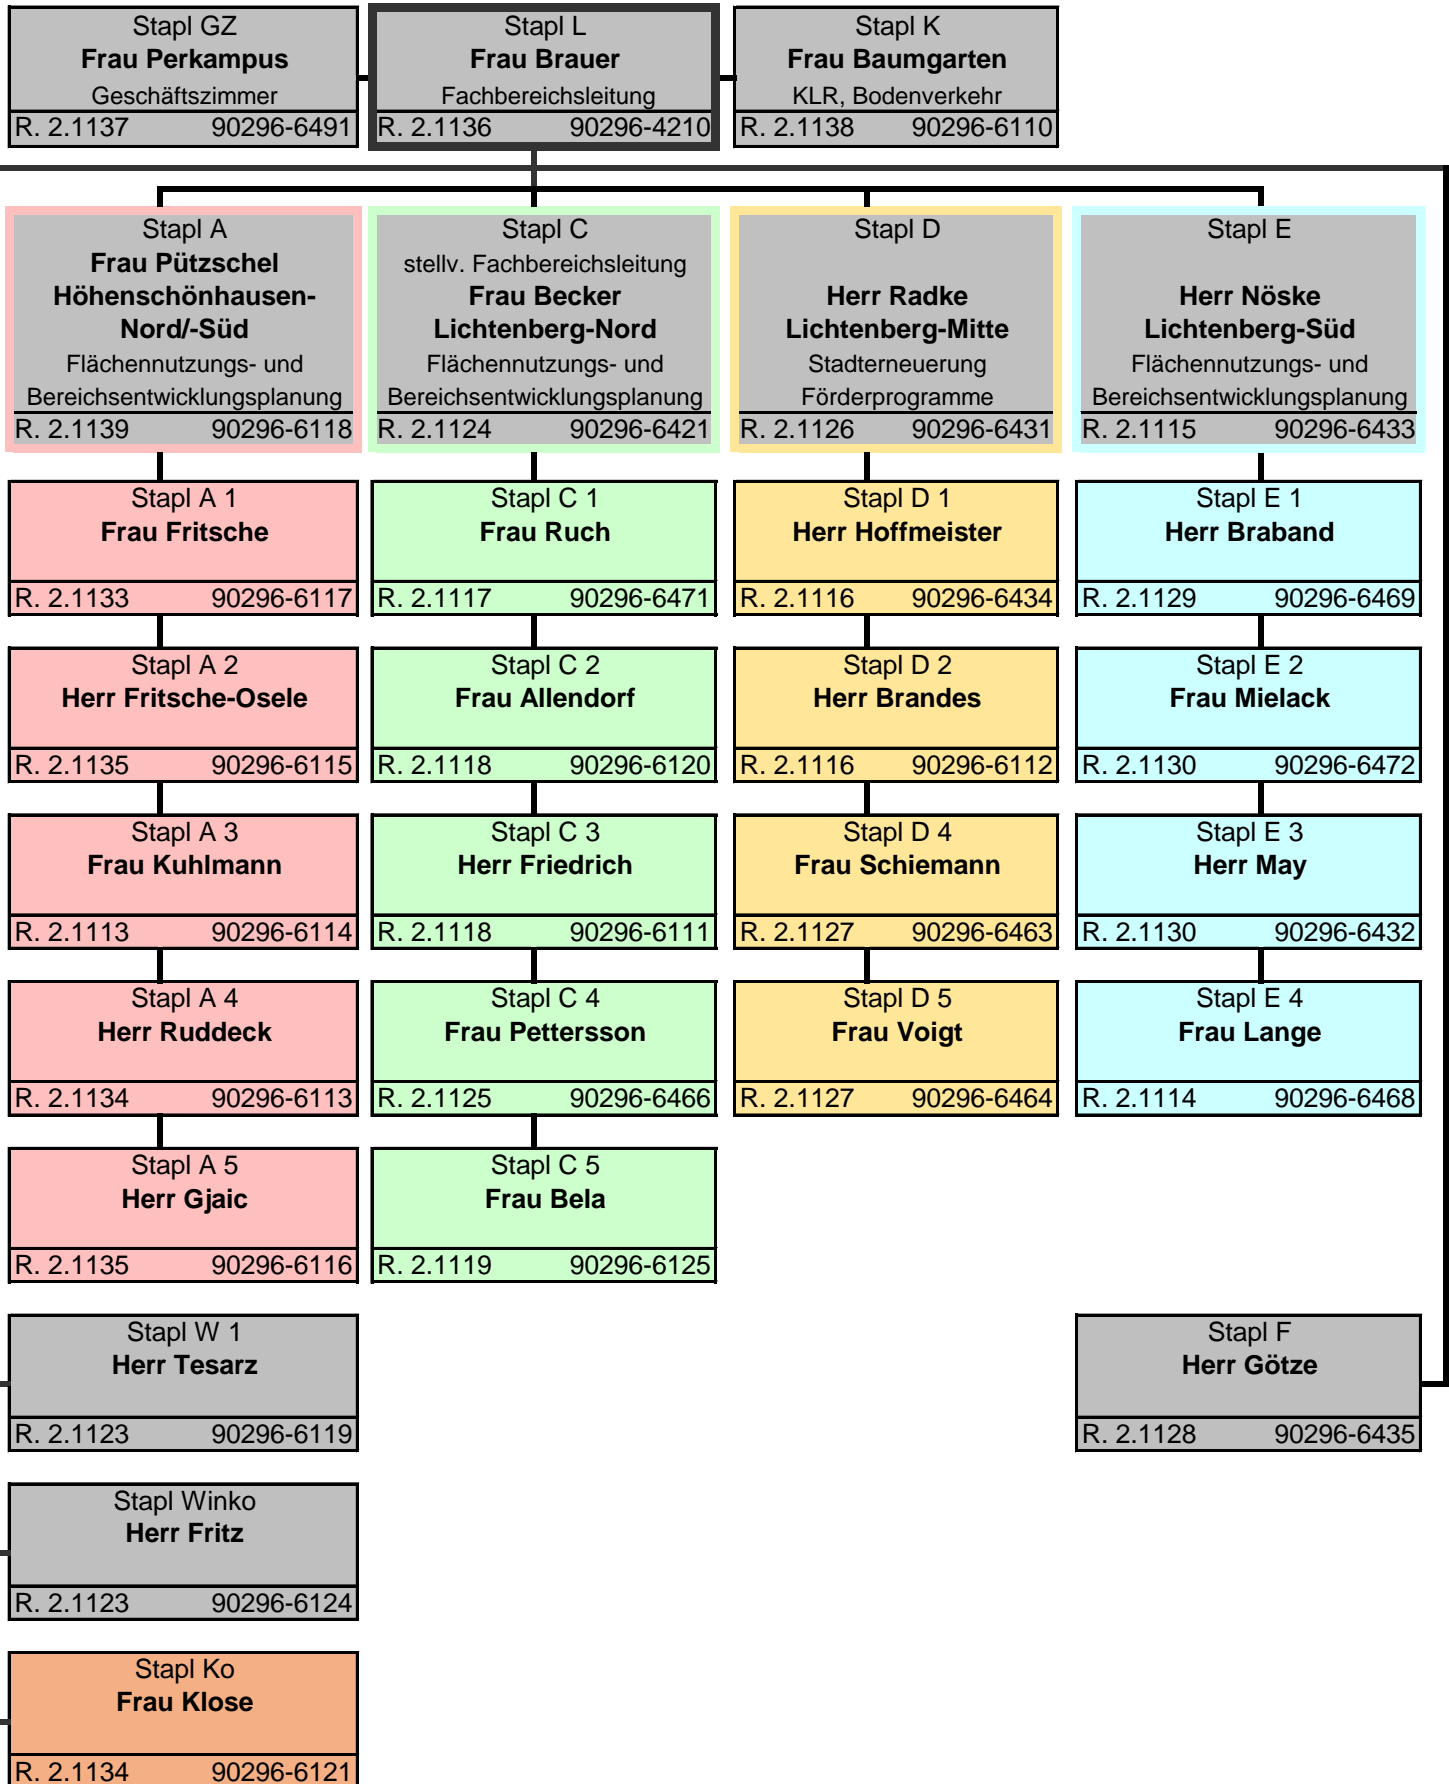 Stapl GZ
Frau Perkampus
Geschäftszimmer
R. 2.1137 90296-6491
Stapl L
Frau Brauer
Fachbereichsleitung
R. 2.1136 90296-4210
Stapl K
Frau Baumgarten
KLR, Bodenverkehr
R. 2.1138 90296-6110
Stapl A
Frau Pützschel
Höhenschönhausen-
Nord/-Süd
Flächennutzungs- und
Bereichsentwicklungsplanung
R. 2.1139 90296-6118
Stapl C
stellv. Fachbereichsleitung
Frau Becker
Lichtenberg-Nord
Flächennutzungs- und
Bereichsentwicklungsplanung
R. 2.1124 90296-6421
Stapl D
Herr Radke
Lichtenberg-Mitte
Stadterneuerung
Förderprogramme
R. 2.1126 90296-6431
Stapl E
Herr Nöske
Lichtenberg-Süd
Flächennutzungs- und
Bereichsentwicklungsplanung
R. 2.1115 90296-6433
Stapl A 1
Frau Fritsche
R. 2.1133 90296-6117
Stapl C 1
Frau Ruch
R. 2.1117 90296-6471
Stapl D 1
Herr Hoffmeister
R. 2.1116 90296-6434
Stapl E 1
Herr Braband
R. 2.1129 90296-6469
Stapl A 2
Herr Fritsche-Osele
R. 2.1135 90296-6115
Stapl C 2
Frau Allendorf
R. 2.1118 90296-6120
Stapl D 2
Herr Brandes
R. 2.1116 90296-6112
Stapl E 2
Frau Mielack
R. 2.1130 90296-6472
Stapl A 3
Frau Kuhlmann
R. 2.1113 90296-6114
Stapl C 3
Herr Friedrich
R. 2.1118 90296-6111
Stapl D 4
Frau Schiemann
R. 2.1127 90296-6463
Stapl E 3
Herr May
R. 2.1130 90296-6432
Stapl A 4
Herr Ruddeck
R. 2.1134 90296-6113
Stapl C 4
Frau Pettersson
R. 2.1125 90296-6466
Stapl D 5
Frau Voigt
R. 2.1127 90296-6464
Stapl E 4
Frau Lange
R. 2.1114 90296-6468
Stapl A 5
Herr Gjaic
R. 2.1135 90296-6116
Stapl C 5
Frau Bela
R. 2.1119 90296-6125
Stapl W 1
Herr Tesarz
R. 2.1123 90296-6119
Stapl F
Herr Götze
R. 2.1128 90296-6435
Stapl Winko
Herr Fritz
R. 2.1123 90296-6124
Stapl Ko
Frau Klose
R. 2.1134 90296-6121